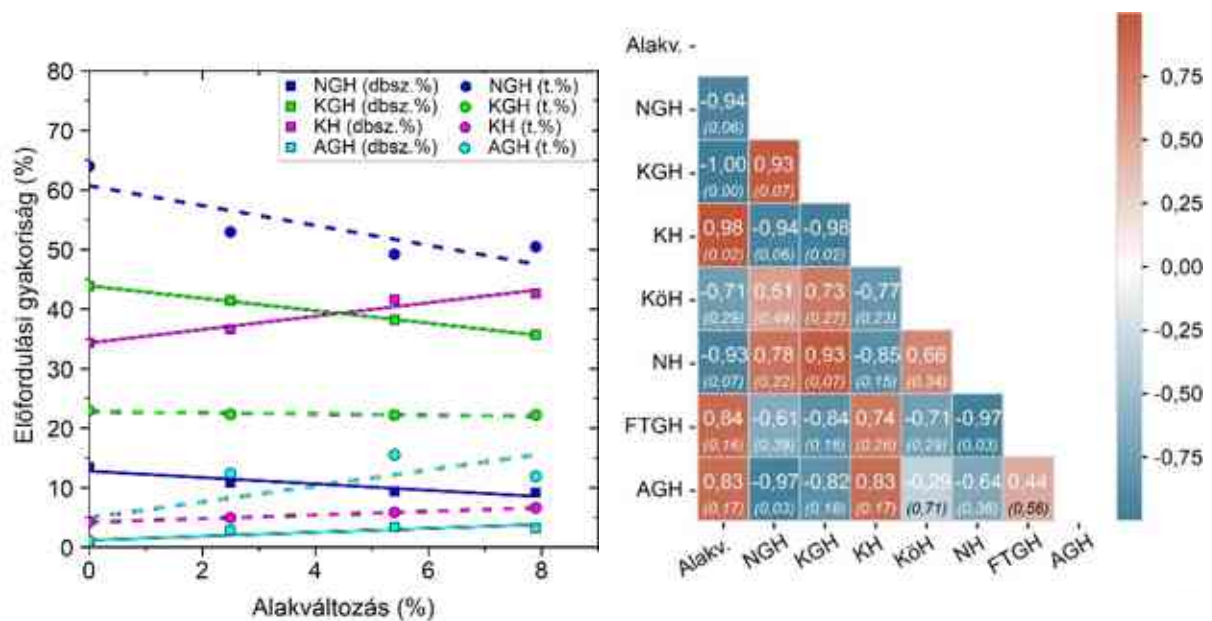 80
70
60
50
40
30
20
10
0
Előfordulási gyakoriság (%)
NGH (dbsz.%) NGH (t.%)
KGH (dbsz.%) KGH (t.%)
KH (dbsz.%) KH (t.%)
AGH (dbsz.%) AGH (t.%)
0 2 4 6 8
Alakváltozás (%)
Alakv.
NGH -0,94
(0,06)
KGH -1,00 0,93
(0,00) (0,07)
KH 0,98 -0,94 -0,98
(0,02) (0,06) (0,02)
KöH -0,71 0,51 0,73 -0,77
(0,29) (0,49) (0,27) (0,23)
NH -0,93 0,78 0,93 -0,85 0,66
(0,07) (0,22) (0,07) (0,15) (0,34)
FTGH 0,84 -0,61 -0,84 0,74 -0,71 -0,97
(0,16) (0,39) (0,16) (0,26) (0,29) (0,03)
AGH 0,83 -0,97 -0,82 0,83 -0,29 -0,64 0,44
(0,17) (0,03) (0,18) (0,17) (0,71) (0,36) (0,56)
Alakv. NGH KGH KH KöH NH FTGH AGH
0,75
0,50
0,25
0,00
-0,25
-0,50
-0,75